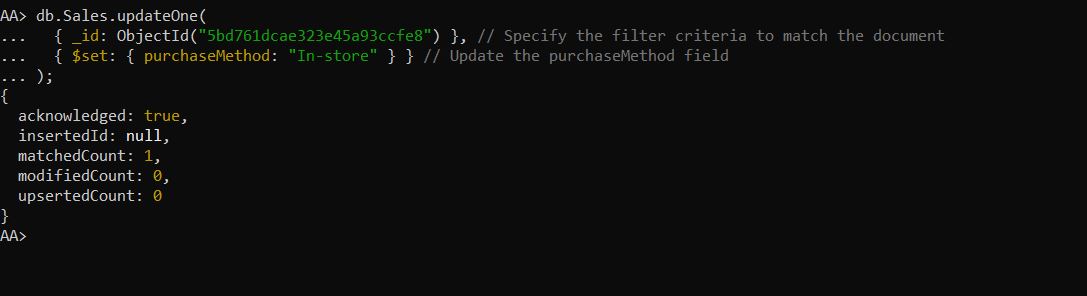 AA> db.Sales.updateOne(
...   { _id: ObjectId("5bd761dcae323e45a93ccfe8") }, // Specify the filter criteria to match the document
...   { $set: { purchaseMethod: "In-store" } } // Update the purchaseMethod field
... );
{
  acknowledged: true,
  insertedId: null,
  matchedCount: 1,
  modifiedCount: 0,
  upsertedCount: 0
}
AA>